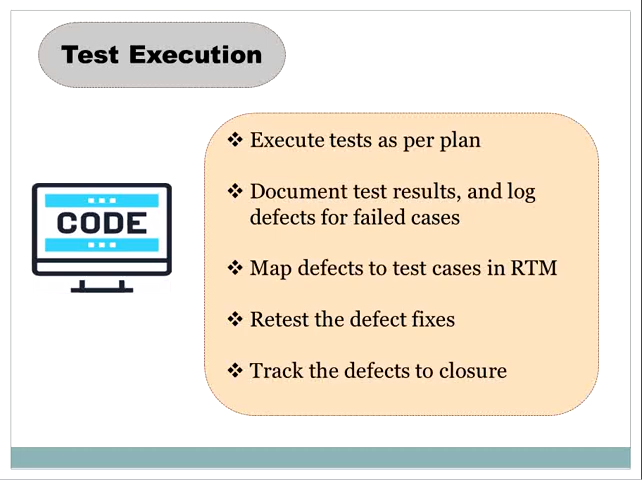 Test Execution
❖ Execute tests as per plan
❖ Document test results, and log
defects for failed cases
CODE
❖ Map defects to test cases in RTM
❖ Retest the defect fixes
❖ Track the defects to closure